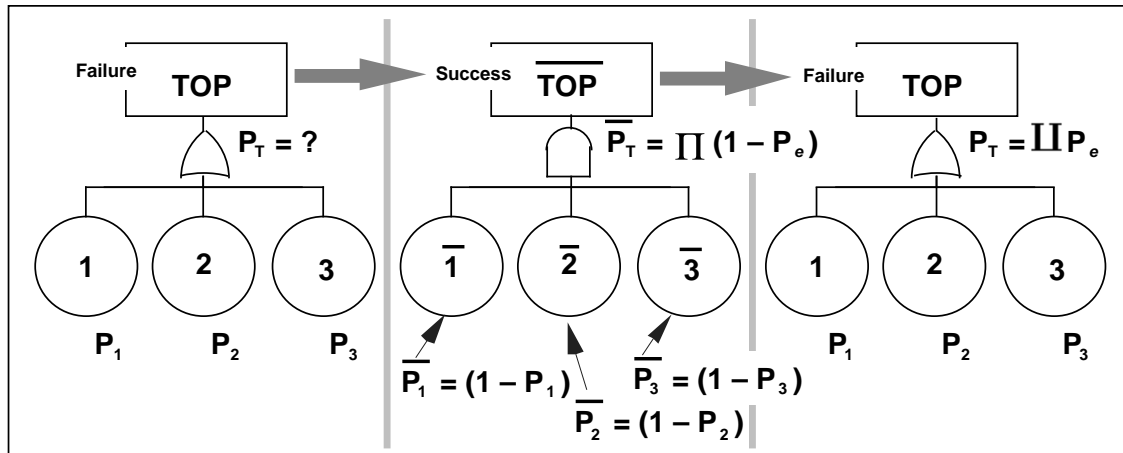 Failure
TOP
P_T = ?
1
2
3
P_1
P_2
P_3
Success
T̅O̅P̅
P̅_T = ∏ (1 – P_e)
1̅
2̅
3̅
P̅_1 = (1 – P_1)
P̅_3 = (1 – P_3)
P̅_2 = (1 – P_2)
Failure
TOP
P_T = ∐ P_e
1
2
3
P_1
P_2
P_3